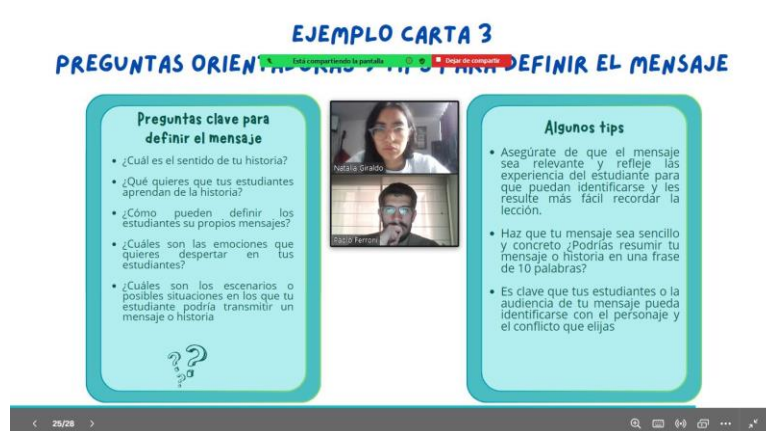 EJEMPLO CARTA 3
PREGUNTAS ORIENTADORAS Y TIPS PARA DEFINIR EL MENSAJE
Está compartiendo la pantalla
Dejar de compartir
Preguntas clave para
definir el mensaje
• ¿Cuál es el sentido de tu historia?
• ¿Qué quieres que tus estudiantes
aprendan de la historia?
• ¿Cómo pueden definir los
estudiantes su propios mensajes?
• ¿Cuáles son las emociones que
quieres despertar en tus
estudiantes?
• ¿Cuáles son los escenarios o
posibles situaciones en los que tu
estudiante podría transmitir un
mensaje o historia
???
Natalia Giraldo
Ferroni
Algunos tips
• Asegúrate de que el mensaje
sea relevante y refleje las
experiencia del estudiante para
que puedan identificarse y les
resulte más fácil recordar la
lección.
• Haz que tu mensaje sea sencillo
y concreto ¿Podrías resumir tu
mensaje o historia en una frase
de 10 palabras?
• Es clave que tus estudiantes o la
audiencia de tu mensaje pueda
identificarse con el personaje y
el conflicto que elijas
25/28